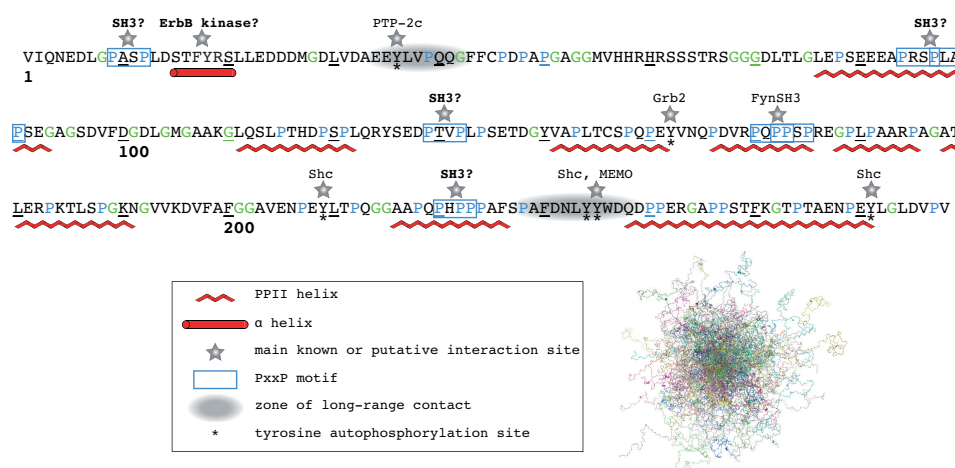 SH3? ErbB kinase? PTP-2c SH3?
VIQNEDLGPASPLDSTFYRSLLEDDDMGDLVDAEEYLVPQQGFFCPDPAPGAGGMVHHRHRSSSTRSGGGDLTLGLEPSEEEAPRSPLA
*
1
SH3? Grb2 FynSH3
PSEGAGSDVFDGDLGMGAAKGLQSLPTHDPSPLQRYSEDPTVPLPSETDGYVAPLTCSPQPEYVNQPDVRPQPPSPREGPLPAARPAGAT
*
100
Shc SH3? Shc, MEMO Shc
LERPKTLSPGKNGVVKDVFAFGGAVENPEYLTPQGGAAPQPHPPPAFSPAFDNLYYWDQDPPERGAPPSTFKGTPTAENPEYLGLDVPV
* ** *
200
PPII helix
α helix
main known or putative interaction site
PxxP motif
zone of long-range contact
* tyrosine autophosphorylation site